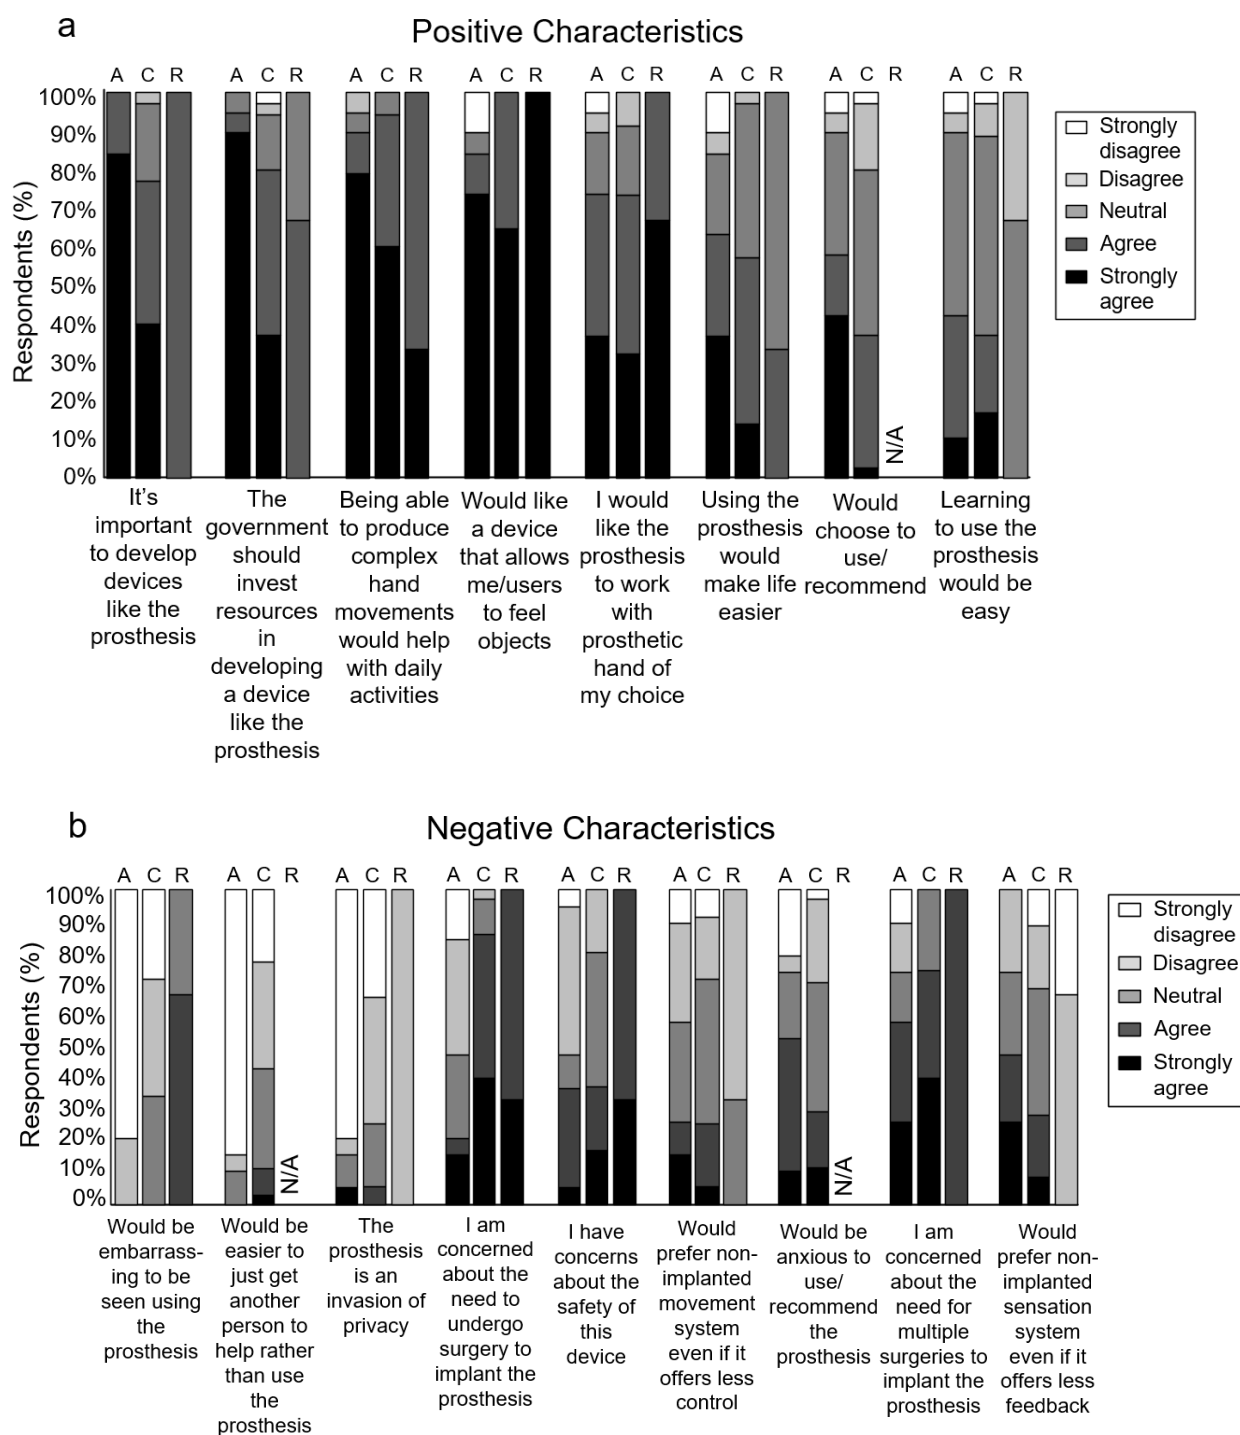 a
Positive Characteristics
A C R A C R A C R A C R A C R A C R A C R A C R
100%
90%
80%
70%
60%
50%
40%
30%
20%
10%
0%
Respondents (%)
N/A
Strongly
disagree
Disagree
Neutral
Agree
Strongly
agree
It's
important
to develop
devices
like the
prosthesis
The
government
should
invest
resources
in
developing
a device
like the
prosthesis
Being able
to produce
complex
hand
movements
would help
with daily
activities
Would like
a device
that allows
me/users
to feel
objects
I would
like the
prosthesis
to work
with
prosthetic
hand of
my choice
Using the
prosthesis
would
make life
easier
Would
choose to
use/
recommend
Learning
to use the
prosthesis
would be
easy
b
Negative Characteristics
A C R A C R A C R A C R A C R A C R A C R A C R A C R
100%
90%
80%
70%
60%
50%
40%
30%
20%
10%
0%
Respondents (%)
N/A
N/A
Strongly
disagree
Disagree
Neutral
Agree
Strongly
agree
Would be
embarrass-
ing to be
seen using
the
prosthesis
Would be
easier to
just get
another
person to
help rather
than use
the
prosthesis
The
prosthesis
is an
invasion of
privacy
I am
concerned
about the
need to
undergo
surgery to
implant the
prosthesis
I have
concerns
about the
safety of
this
device
Would
prefer non-
implanted
movement
system
even if it
offers less
control
Would be
anxious to
use/
recommend
the
prosthesis
I am
concerned
about the
need for
multiple
surgeries to
implant the
prosthesis
Would
prefer non-
implanted
sensation
system
even if it
offers less
feedback